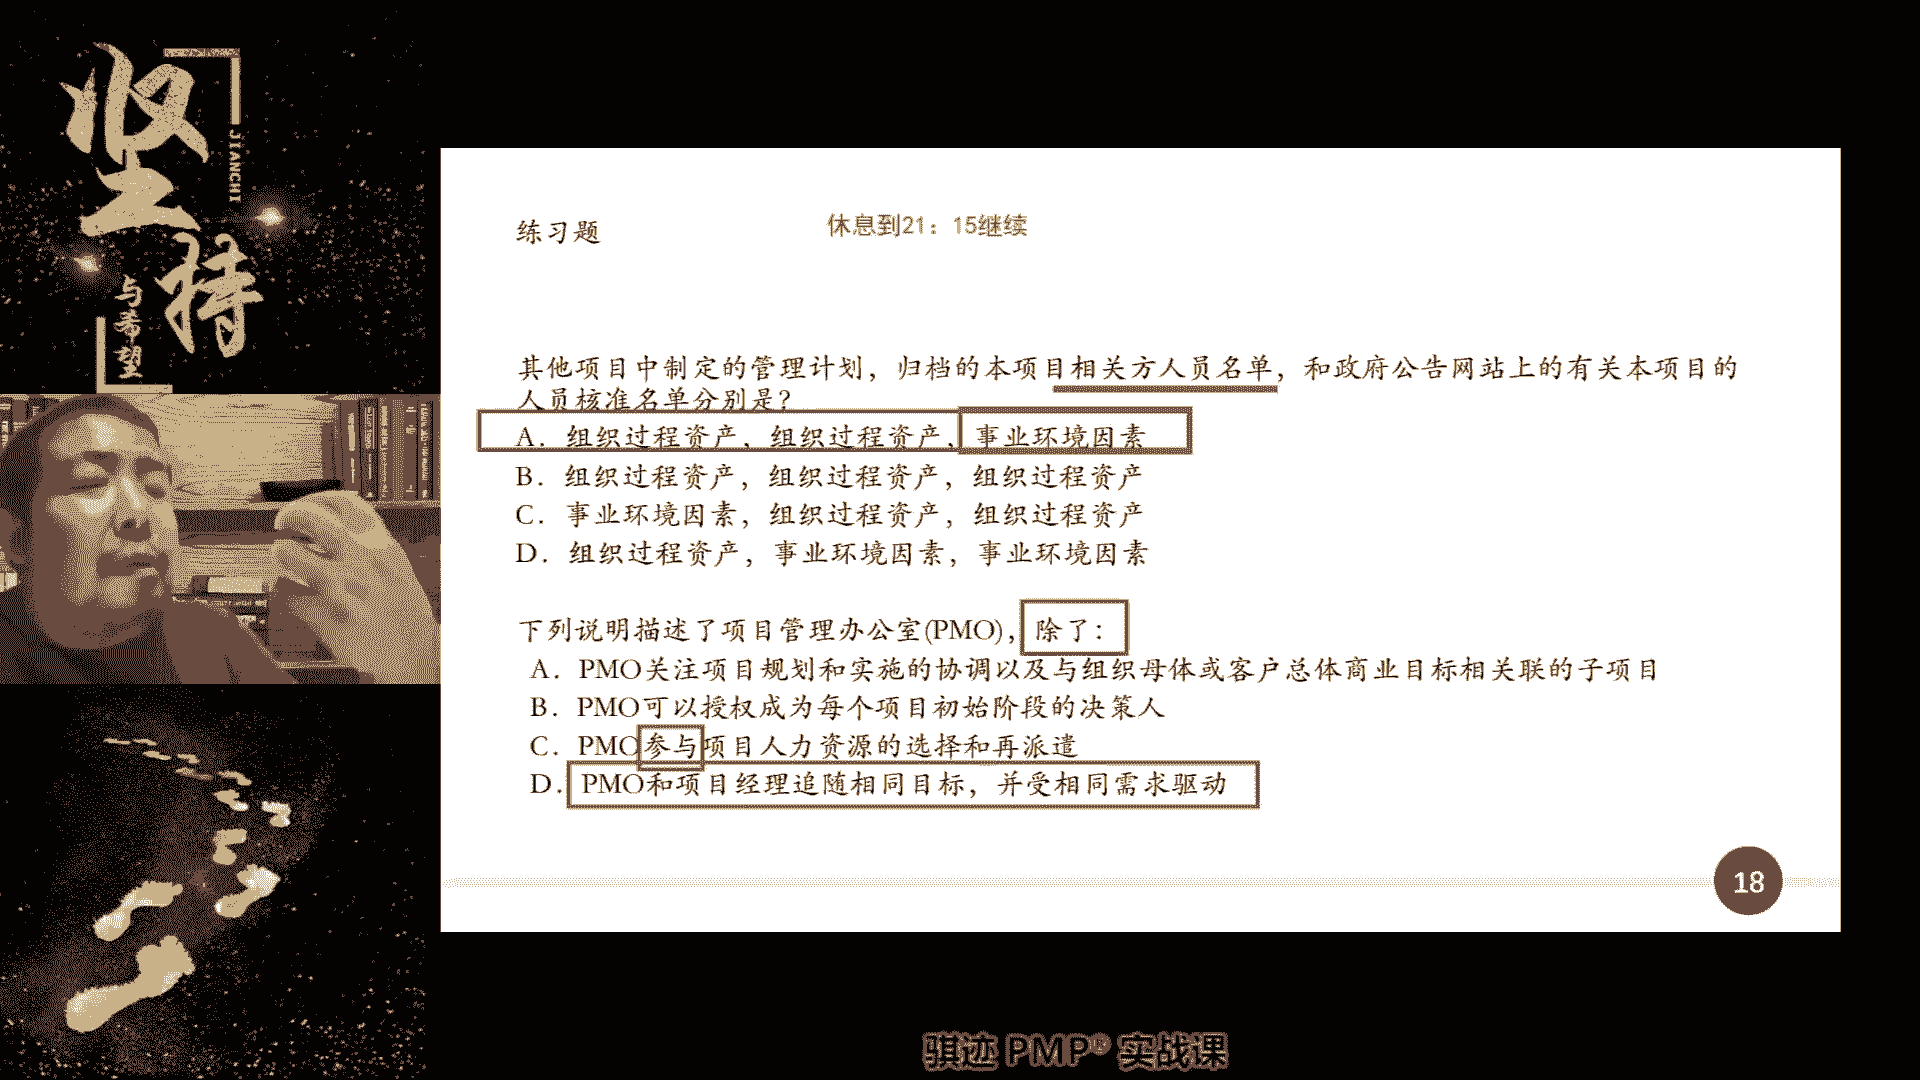 坚持
JIANCHI
与希望
练习题
休息到21：15继续
其他项目中制定的管理计划，归档的本项目相关方人员名单，和政府公告网站上的有关本项目的
人员核准名单分别是？
A．组织过程资产，组织过程资产，事业环境因素
B．组织过程资产，组织过程资产，组织过程资产
C．事业环境因素，组织过程资产，组织过程资产
D．组织过程资产，事业环境因素，事业环境因素
下列说明描述了项目管理办公室(PMO)，除了：
A．PMO关注项目规划和实施的协调以及与组织母体或客户总体商业目标相关联的子项目
B．PMO可以授权成为每个项目初始阶段的决策人
C．PMO参与项目人力资源的选择和再派遣
D．PMO和项目经理追随相同目标，并受相同需求驱动
18
骐迹 PMP® 实战课